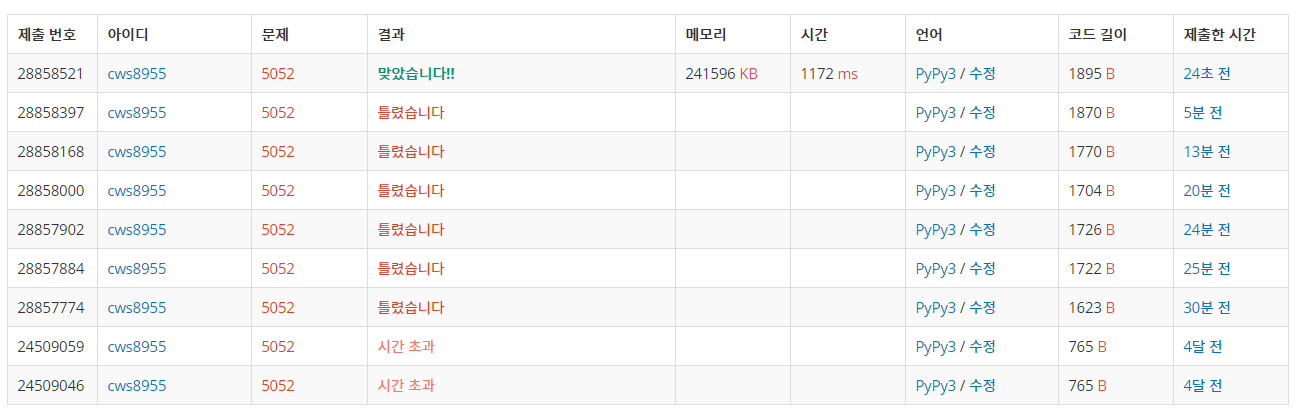 제출 번호 아이디 문제 결과 메모리 시간 언어 코드 길이 제출한 시간
28858521 cws8955 5052 맞았습니다!! 241596 KB 1172 ms PyPy3 / 수정 1895 B 24초 전
28858397 cws8955 5052 틀렸습니다 PyPy3 / 수정 1870 B 5분 전
28858168 cws8955 5052 틀렸습니다 PyPy3 / 수정 1770 B 13분 전
28858000 cws8955 5052 틀렸습니다 PyPy3 / 수정 1704 B 20분 전
28857902 cws8955 5052 틀렸습니다 PyPy3 / 수정 1726 B 24분 전
28857884 cws8955 5052 틀렸습니다 PyPy3 / 수정 1722 B 25분 전
28857774 cws8955 5052 틀렸습니다 PyPy3 / 수정 1623 B 30분 전
24509059 cws8955 5052 시간 초과 PyPy3 / 수정 765 B 4달 전
24509046 cws8955 5052 시간 초과 PyPy3 / 수정 765 B 4달 전